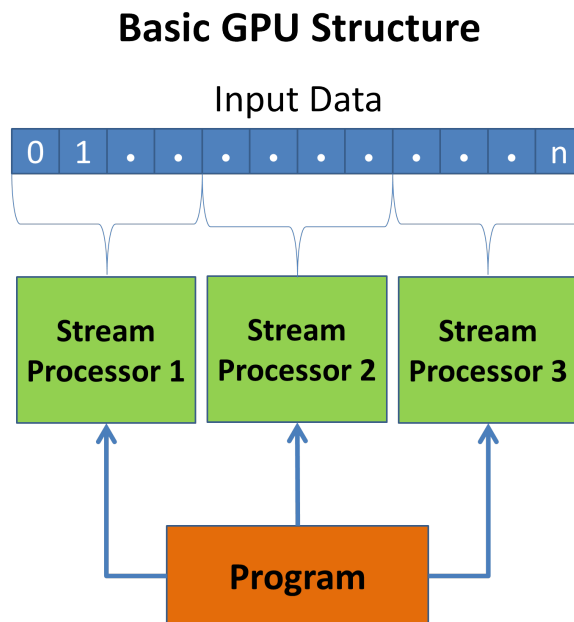 Basic GPU Structure
Input Data
0 1 . . . . . . . . . n
Stream
Processor 1
Stream
Processor 2
Stream
Processor 3
Program